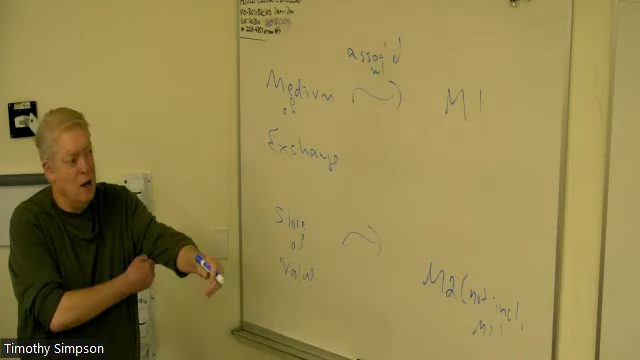 assoc'd
w
Medium
of
Exchange
M1
Store
of
Value
M2 (not incl.
M1)
Timothy Simpson